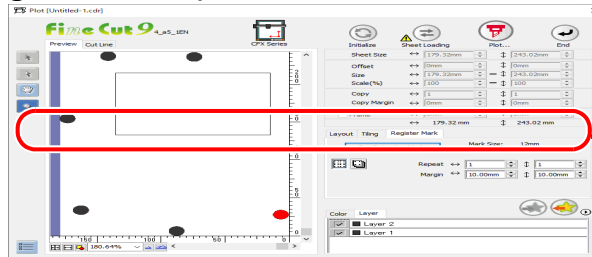 Plot [Untitled-1.cdr]
Fine Cut 9 4_a5_1EN
CFX Series
Initialize Sheet Loading Plot... End
Preview Cut Line
Sheet Size 179.32mm 243.02mm
Offset 0mm 0mm
Size 179.32mm 243.02mm
Scale(%) 100 100
Copy 1 1
Copy Margin 0mm 0mm
Frame
179.32 mm 243.02 mm
Layout Tiling Register Mark
Mark Size: 12mm
Repeat 1 1
Margin 10.00mm 10.00mm
Color Layer
Layer 2
Layer 1
150 100 50 0
180.64%